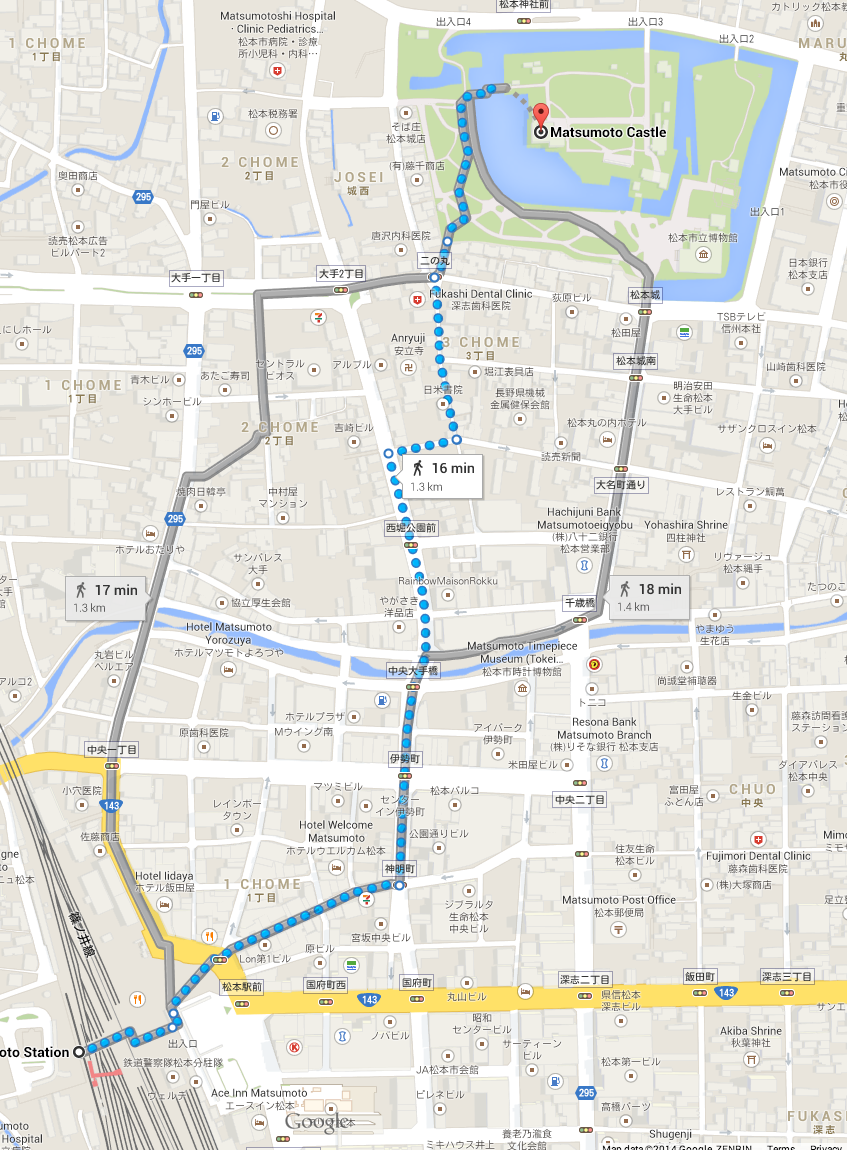 松本神社前
出入口4
出入口3
カトリック松本教
出入口2
Matsumotoshi Hospital
· Clinic Pediatrics...
松本市病院・診療
所小児科・内科…
1 CHOME
1丁目
MARU
松本税務署
そば庄
松本城店
Matsumoto Castle
2 CHOME
2丁目
(有)藤千商店
JOSEI
城西
奥田商店
295
門屋ビル
読売松本広告
ビルパート2
唐沢内科医院
出入口1
松本市立博物館
Matsumoto Ci
松本市役
日本銀行
松本支店
二の丸
大手一丁目
大手2丁目
松本城
Fukashi Dental Clinic
深志歯科医院
荻原ビル
TSBテレビ
信州本社
にしホール
295
Anryuji
安立寺
3 CHOME
3丁目
松田屋
松本城南
山崎歯科医院
セントラル
ビオス
アルプル
堀江表具店
青木ビル
あたご寿司
1 CHOME
1丁目
シンホービル
日米書院
長野県機械
金属健保会館
明治安田
生命松本
大手ビル
2 CHOME
2丁目
吉崎ビル
松本丸の内ホテル
サザンクロスイン松本
読売新聞
16 min
1.3 km
大名町通り
焼肉日韓亭
中村屋
マンション
レストラン鯛萬
295
西堀公園前
Hachijuni Bank
Matsumotoeigyobu
(株)八十二銀行
松本営業部
Yohashira Shrine
四柱神社
ホテルおたりや
サンバレス
大手
リヴァージュ
松本縄手
RainbowMaisonRokku
17 min
1.3 km
18 min
1.4 km
協立厚生会館
やがさき
洋品店
千歳橋
たつのこ
Hotel Matsumoto
Yorozuya
ホテルマツモトよろづや
やまゆう
生花店
丸岩ビル
ベルエア
中央大手橋
Matsumoto Timepiece
Museum (Tokei...
松本市時計博物館
尚誠堂補聴器
アルコ2
トニコ
生金ビル
ホテルプラザ
Mウイング南
原歯科医院
アイパーク
伊勢町
Resona Bank
Matsumoto Branch
(株)りそな銀行 松本支店
藤森訪問看護
ステーション
中央一丁目
伊勢町
米田屋ビル
ダイアパレス
松本中央
小穴医院
マツミビル
松本パルコ
中央二丁目
富田屋
ふどん店
CHUO
中央
143
レインボー
タウン
センター
イン伊勢町
佐藤商店
Hotel Welcome
Matsumoto
ホテルウエルカム松本
公園通りビル
住友生命
松本ビル
Fujimori Dental Clinic
藤森歯科医院
神明町
Hotel Iidaya
ホテル飯田屋
1 CHOME
1丁目
ジブラルタ
生命松本
中央ビル
(株)大塚商店
篠ノ井線
Matsumoto Post Office
松本郵便局
宮坂中央ビル
Lon第1ビル
原ビル
松本駅前
国府町西
143
国府町
丸山ビル
深志二丁目
県信松本
深志ビル
飯田町
143
深志三丁目
出入口
ノバビル
昭和
センタービル
サーティーン
ビル
Akiba Shrine
秋葉神社
oto Station
鉄道警察隊松本分駐隊
JA松本市会館
松本第一ビル
ウェルデ
Ace Inn Matsumoto
エースイン松本
295
ピレネビル
高橋パーツ
FUKAS
深志
Google
umoto
Hospital
ミキハウス井上
養老乃瀧食
文化会館
Shugenji
Map data ©2014 Google, ZENRIN
Terms
Privacy